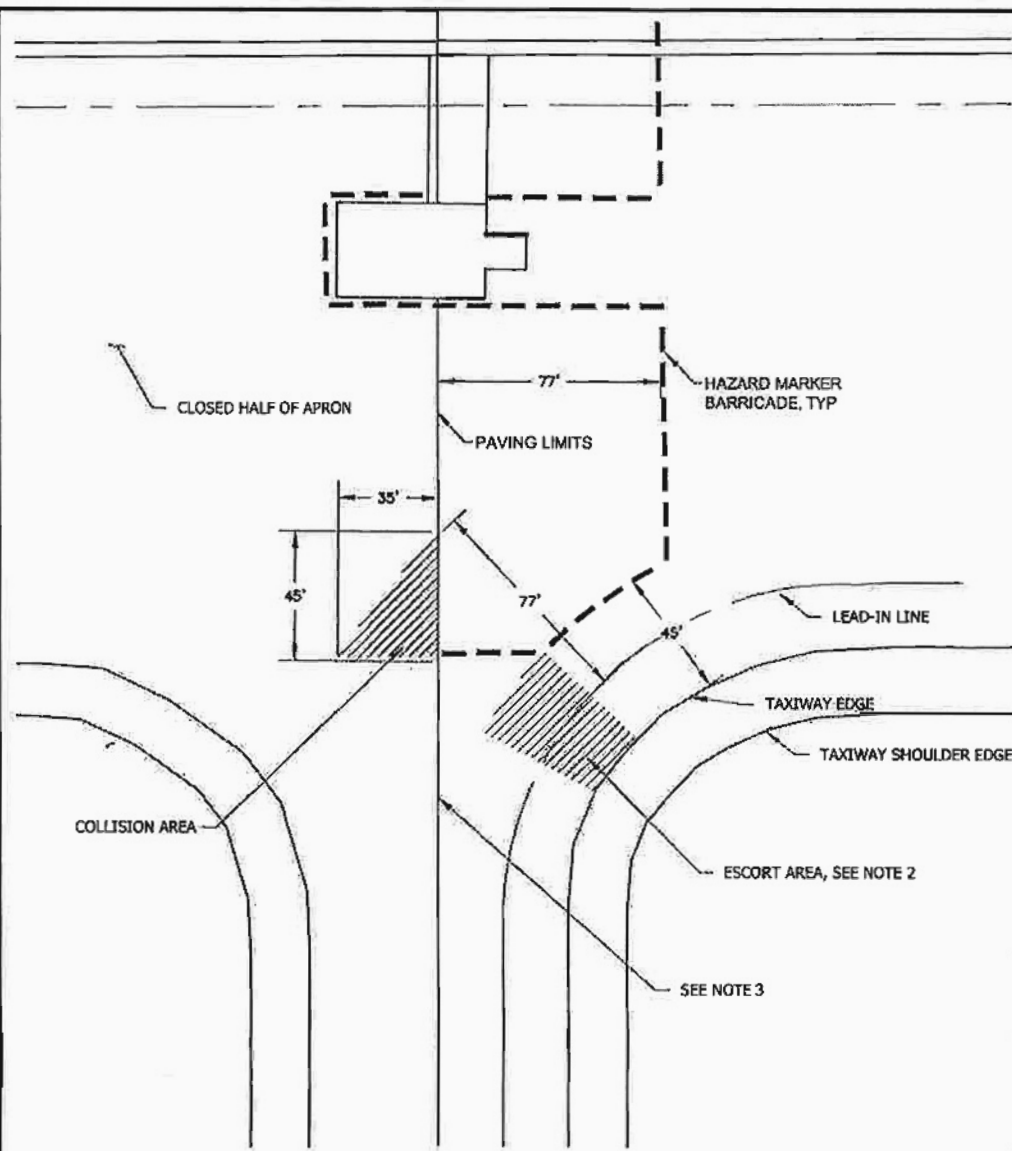 77'
HAZARD MARKER
BARRICADE, TYP
CLOSED HALF OF APRON
PAVING LIMITS
35'
45'
77'
45'
LEAD-IN LINE
TAXIWAY EDGE
TAXIWAY SHOULDER EDGE
COLLISION AREA
ESCORT AREA, SEE NOTE 2
SEE NOTE 3